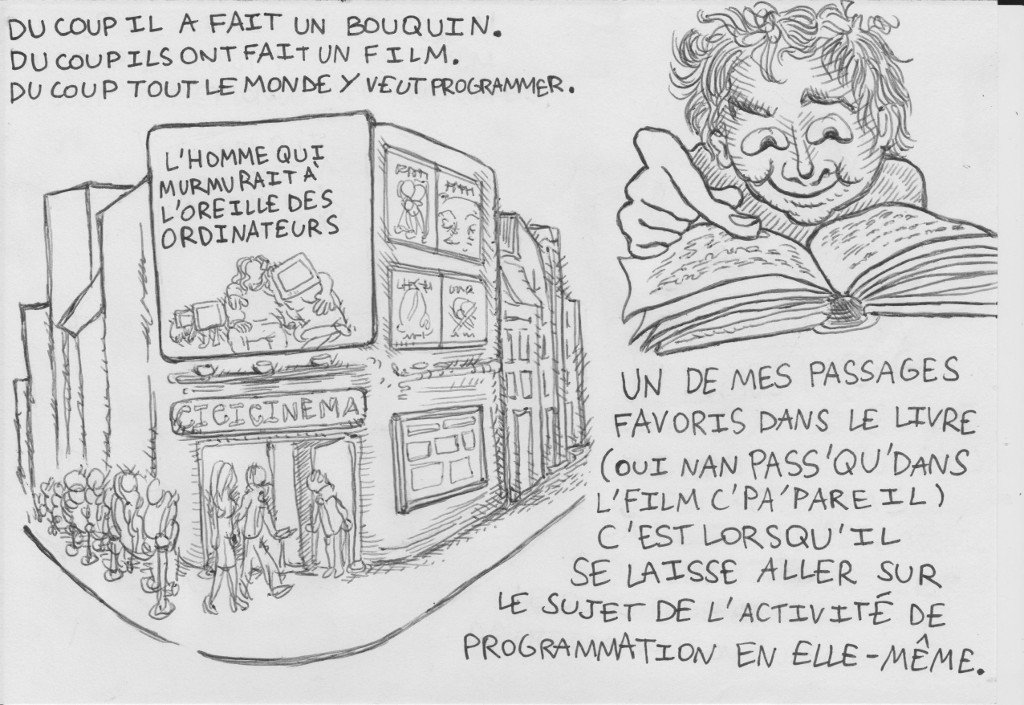 DU COUP IL A FAIT UN BOUQUIN.
DU COUP ILS ONT FAIT UN FILM.
DU COUP TOUT LE MONDE Y VEUT PROGRAMMER.
L'HOMME QUI
MURMURAIT À
L'OREILLE DES
ORDINATEURS
CICICINEMA
UN DE MES PASSAGES
FAVORIS DANS LE LIVRE
(OUI NAN PASS'QU'DANS
L'FILM C'PA'PAREIL)
C'EST LORSQU'IL
SE LAISSE ALLER SUR
LE SUJET DE L'ACTIVITÉ DE
PROGRAMMATION EN ELLE-MÊME.